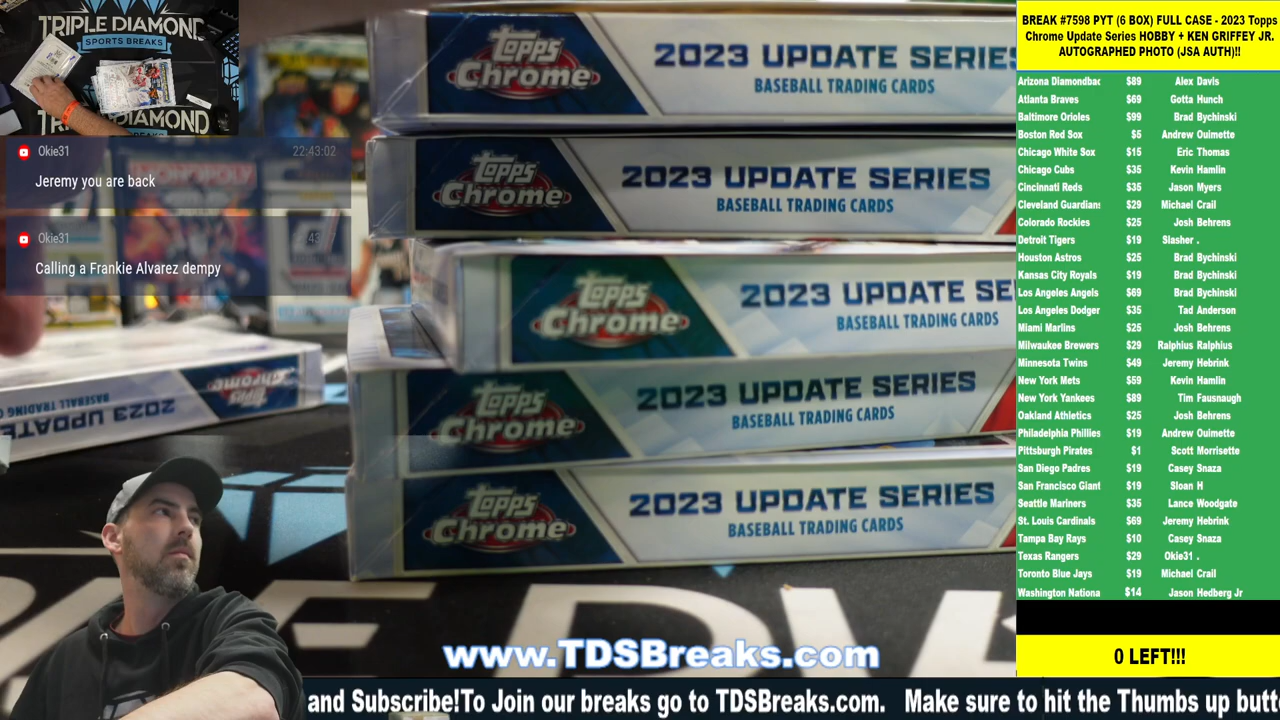 TRIPLE DIAMOND
SPORTS BREAKS
Okie31 22:43:02
Jeremy you are back
Okie31
Calling a Frankie Alvarez dempy
Topps Chrome
2023 UPDATE SERIES
BASEBALL TRADING CARDS
Topps Chrome
2023 UPDATE SERIES
BASEBALL TRADING CARDS
Topps Chrome
2023 UPDATE SE
BASEBALL TRADING CARDS
Topps Chrome
2023 UPDATE SERIES
BASEBALL TRADING CARDS
Topps Chrome
2023 UPDATE SERIES
BASEBALL TRADING CARDS
www.TDSBreaks.com
and Subscribe!To Join our breaks go to TDSBreaks.com. Make sure to hit the Thumbs up butt
BREAK #7598 PYT (6 BOX) FULL CASE - 2023 Topps
Chrome Update Series HOBBY + KEN GRIFFEY JR.
AUTOGRAPHED PHOTO (JSA AUTH)!!
Arizona Diamondbac $89 Alex Davis
Atlanta Braves $69 Gotta Hunch
Baltimore Orioles $99 Brad Bychinski
Boston Red Sox $5 Andrew Ouimette
Chicago White Sox $15 Eric Thomas
Chicago Cubs $35 Kevin Hamlin
Cincinnati Reds $35 Jason Myers
Cleveland Guardians $29 Michael Crail
Colorado Rockies $25 Josh Behrens
Detroit Tigers $19 Slasher .
Houston Astros $25 Brad Bychinski
Kansas City Royals $19 Brad Bychinski
Los Angeles Angels $69 Brad Bychinski
Los Angeles Dodger $35 Tad Anderson
Miami Marlins $25 Josh Behrens
Milwaukee Brewers $29 Ralphius Ralphius
Minnesota Twins $49 Jeremy Hebrink
New York Mets $59 Kevin Hamlin
New York Yankees $89 Tim Fausnaugh
Oakland Athletics $25 Josh Behrens
Philadelphia Phillies $19 Andrew Ouimette
Pittsburgh Pirates $1 Scott Morrisette
San Diego Padres $19 Casey Snaza
San Francisco Giant $19 Sloan H
Seattle Mariners $35 Lance Woodgate
St. Louis Cardinals $69 Jeremy Hebrink
Tampa Bay Rays $10 Casey Snaza
Texas Rangers $29 Okie31 .
Toronto Blue Jays $19 Michael Crail
Washington Nationa $14 Jason Hedberg Jr
0 LEFT!!!